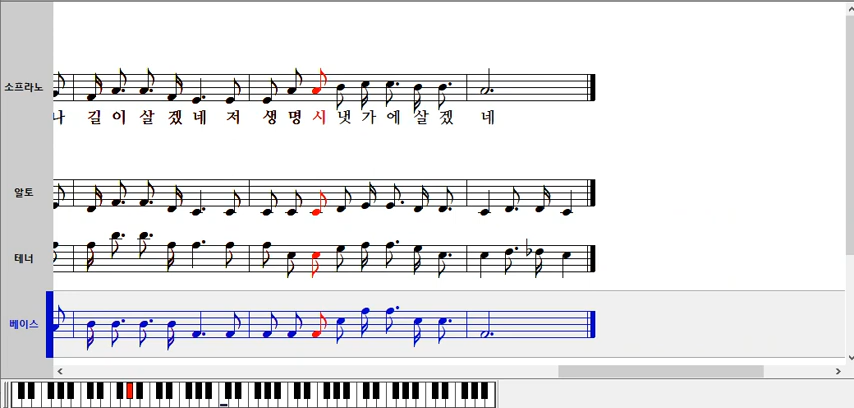 소프라노
나 길 이 살 겠 네 저 생 명 시 냇 가 에 살 겠 네
알토
테너
베이스